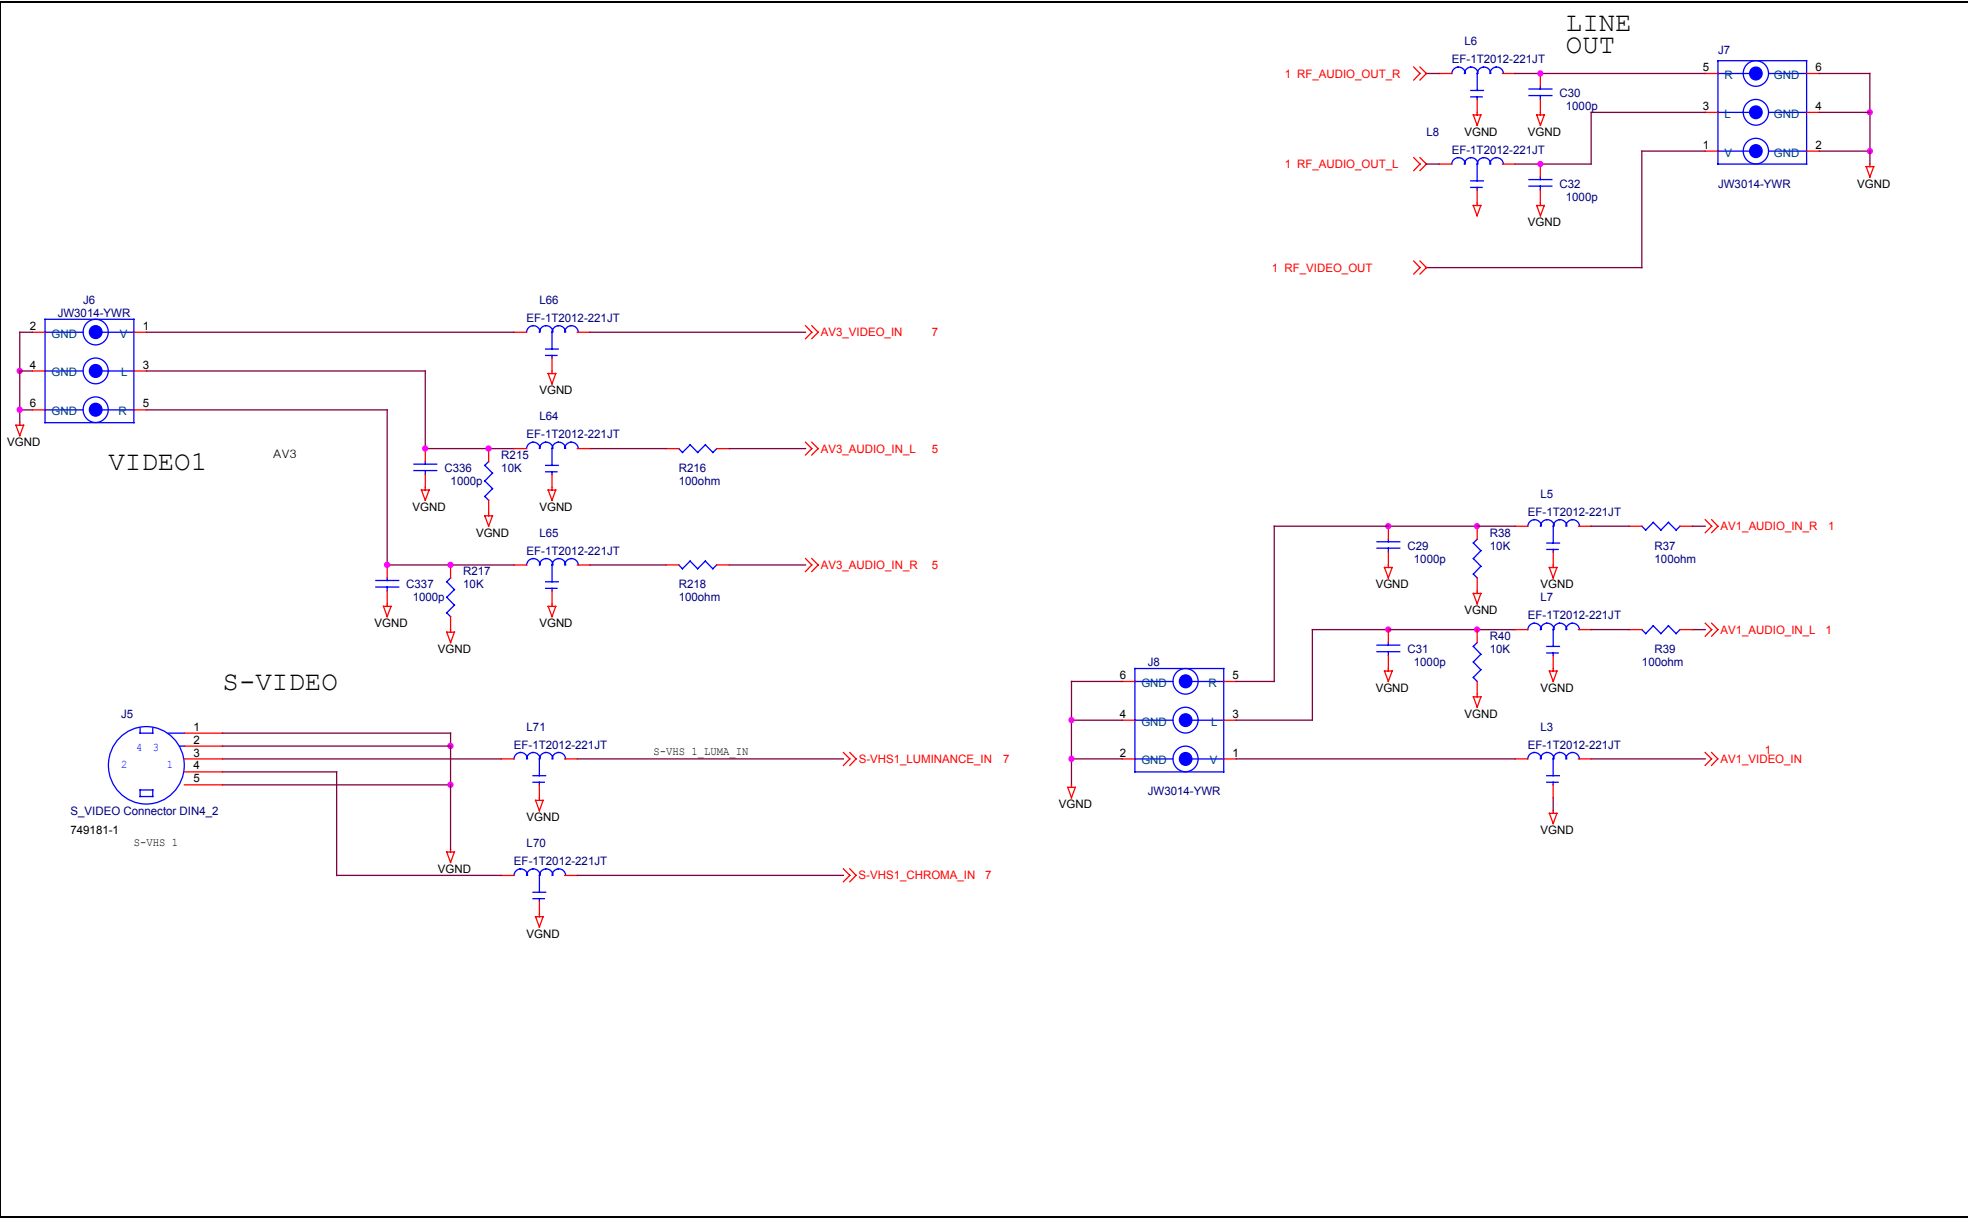 LINE
OUT
L6
EF-1T2012-221JT
1 RF_AUDIO_OUT_R
C30
1000p
VGND
VGND
J7
5 R GND 6
3 L GND 4
1 V GND 2
JW3014-YWR
VGND
L8
EF-1T2012-221JT
1 RF_AUDIO_OUT_L
C32
1000p
VGND
1 RF_VIDEO_OUT
J6
JW3014-YWR
2 GND V 1
4 GND L 3
6 GND R 5
VGND
VIDEO1
AV3
L66
EF-1T2012-221JT
VGND
AV3_VIDEO_IN 7
L64
EF-1T2012-221JT
C336
1000p
VGND
R215
10K
VGND
VGND
R216
100ohm
AV3_AUDIO_IN_L 5
L65
EF-1T2012-221JT
C337
1000p
VGND
R217
10K
VGND
VGND
R218
100ohm
AV3_AUDIO_IN_R 5
S-VIDEO
J5
4 3
2 1
1
2
3
4
5
S_VIDEO Connector DIN4_2
749181-1
S-VHS 1
VGND
L71
EF-1T2012-221JT
VGND
S-VHS 1_LUMA_IN
S-VHS1_LUMINANCE_IN 7
L70
EF-1T2012-221JT
VGND
S-VHS1_CHROMA_IN 7
L5
EF-1T2012-221JT
C29
1000p
VGND
R38
10K
VGND
VGND
R37
100ohm
AV1_AUDIO_IN_R 1
L7
EF-1T2012-221JT
C31
1000p
VGND
R40
10K
VGND
VGND
R39
100ohm
AV1_AUDIO_IN_L 1
J8
6 GND R 5
4 GND L 3
2 GND V 1
JW3014-YWR
VGND
L3
EF-1T2012-221JT
VGND
1
AV1_VIDEO_IN